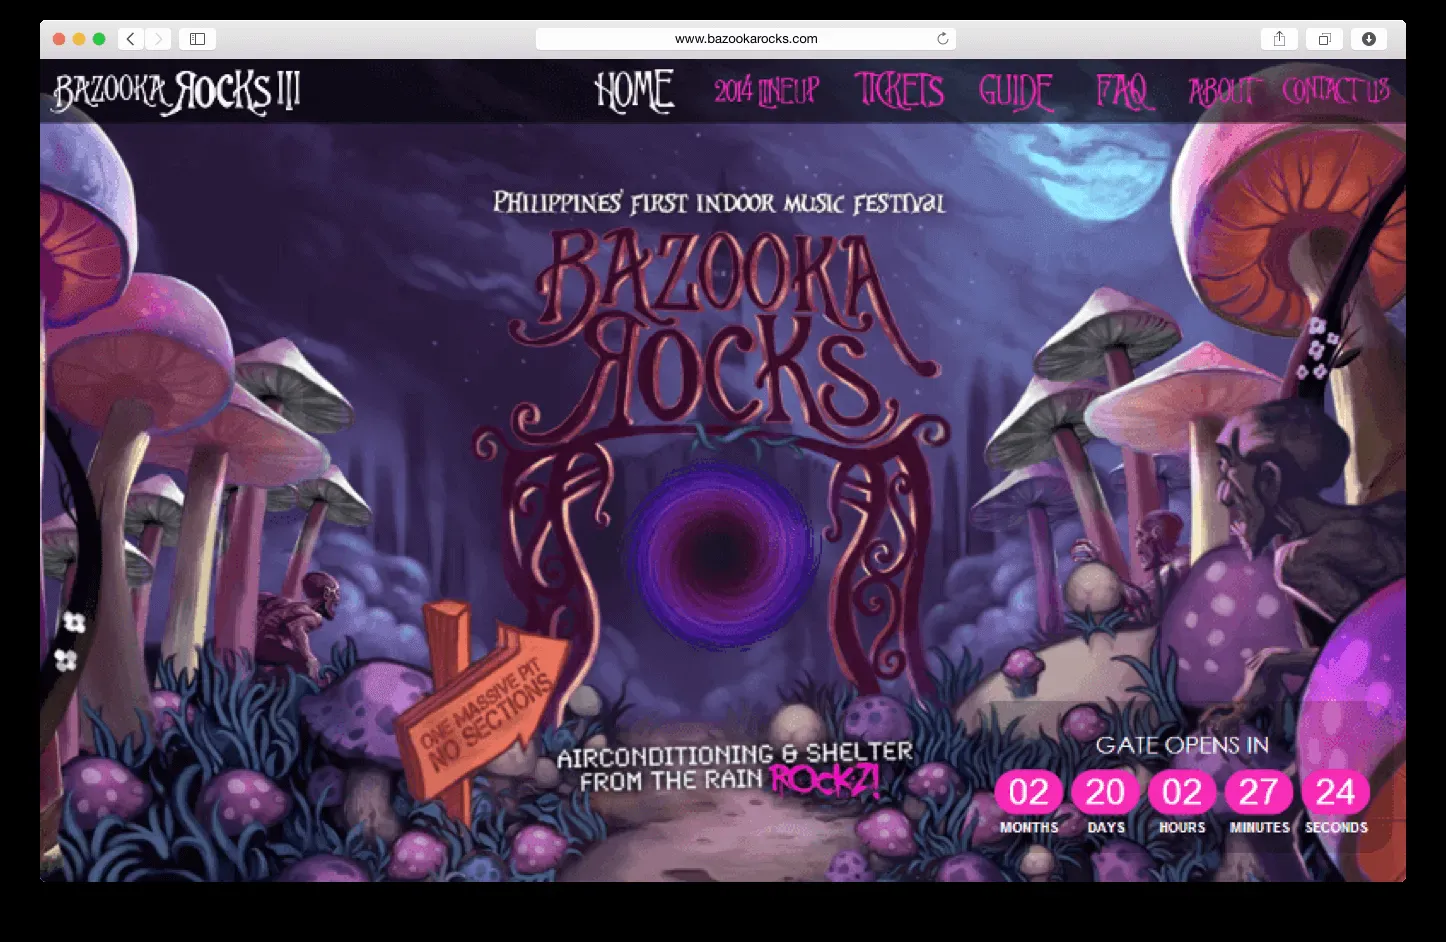 www.bazookarocks.com
BAZOOKA ROCKS III
HOME
2014 LINEUP
TICKETS
GUIDE
FAQ
ABOUT
CONTACT US
PHILIPPINES' FIRST INDOOR MUSIC FESTIVAL
BAZOOKA
ROCKS
ONE MASSIVE PIT
NO SECTIONS
AIRCONDITIONING & SHELTER
FROM THE RAIN ROCKZ!
GATE OPENS IN
02 20 02 27 24
MONTHS DAYS HOURS MINUTES SECONDS